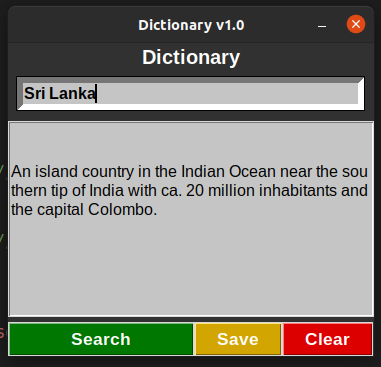 Dictionary v1.0
Dictionary
Sri Lanka
An island country in the Indian Ocean near the sou
thern tip of India with ca. 20 million inhabitants and
the capital Colombo.
Search Save Clear